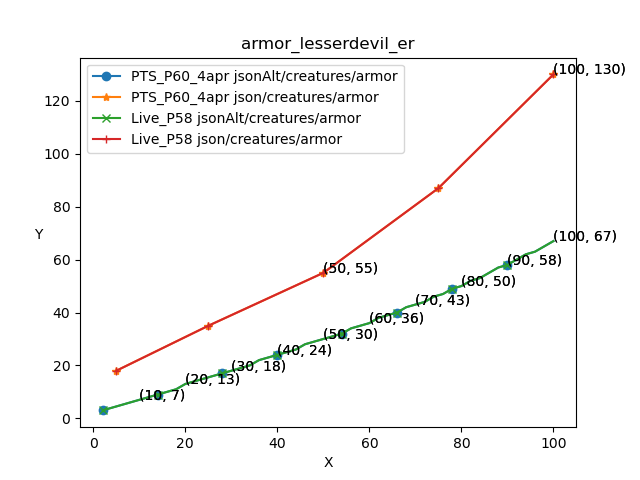 armor_lesserdevil_er
PTS_P60_4apr jsonAlt/creatures/armor
PTS_P60_4apr json/creatures/armor
Live_P58 jsonAlt/creatures/armor
Live_P58 json/creatures/armor
(100, 130)
(50, 55)
(100, 67)
(90, 58)
(80, 50)
(70, 43)
(60, 36)
(50, 30)
(40, 24)
(30, 18)
(20, 13)
(10, 7)
120
100
80
60
40
20
0
Y
0 20 40 60 80 100
X